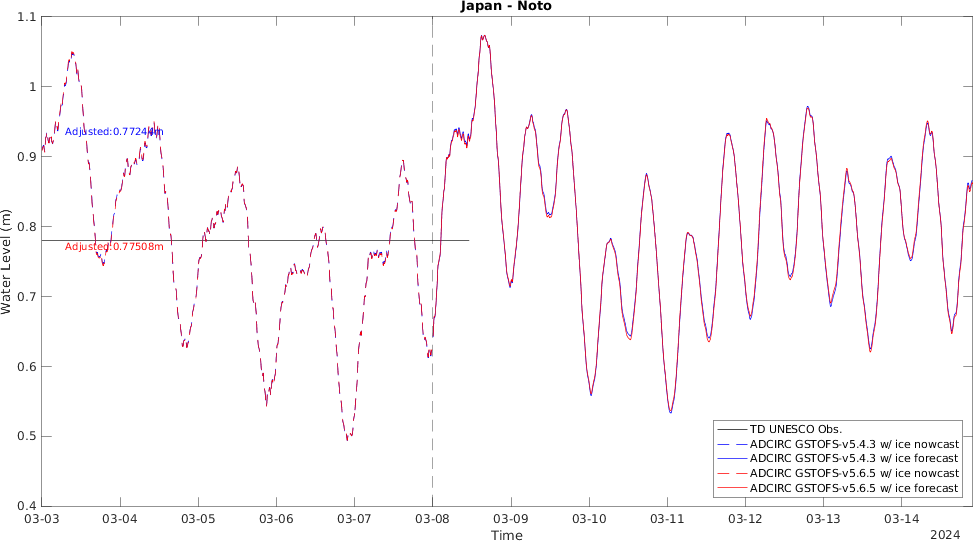 Japan - Noto
1.1
1
0.9
0.8
0.7
0.6
0.5
0.4
Water Level (m)
Adjusted:0.77244m
Adjusted:0.77508m
TD UNESCO Obs.
ADCIRC GSTOFS-v5.4.3 w/ ice nowcast
ADCIRC GSTOFS-v5.4.3 w/ ice forecast
ADCIRC GSTOFS-v5.6.5 w/ ice nowcast
ADCIRC GSTOFS-v5.6.5 w/ ice forecast
03-03 03-04 03-05 03-06 03-07 03-08 03-09 03-10 03-11 03-12 03-13 03-14
Time
2024